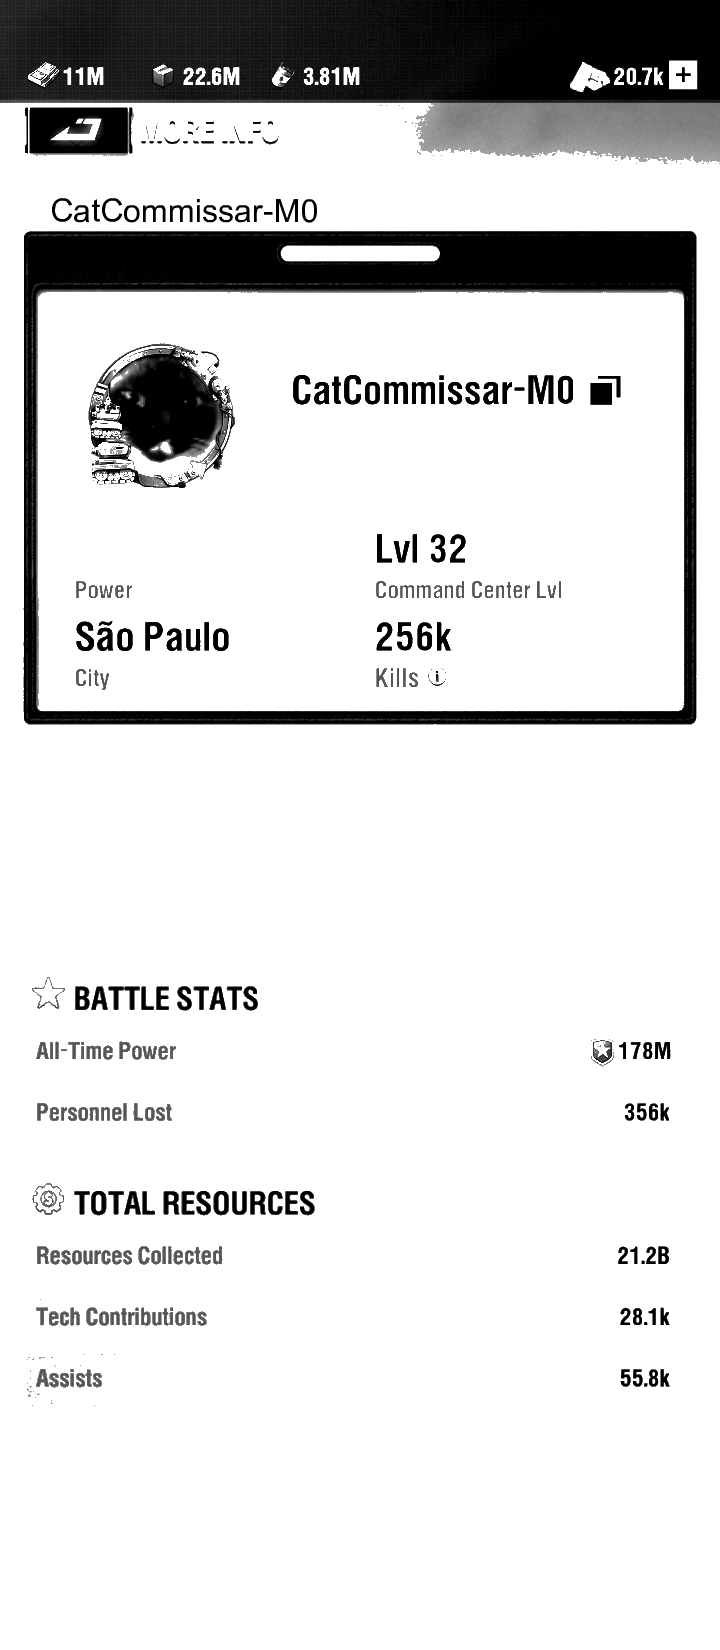 11M 22.6M 3.81M 20.7k
MORE INFO
CatCommissar-M0
CatCommissar-M0
Lvl 32
Power Command Center Lvl
São Paulo 256k
City Kills
BATTLE STATS
All-Time Power 178M
Personnel Lost 356k
TOTAL RESOURCES
Resources Collected 21.2B
Tech Contributions 28.1k
Assists 55.8k